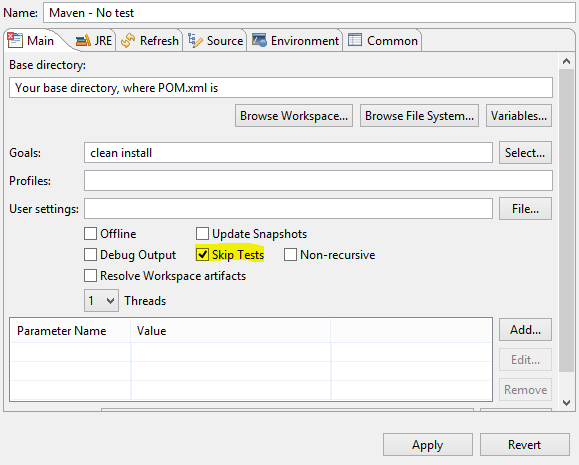 Name: Maven - No test
Main JRE Refresh Source Environment Common
Base directory:
Your base directory, where POM.xml is
Browse Workspace... Browse File System... Variables...
Goals: clean install Select...
Profiles:
User settings: File...
Offline Update Snapshots
Debug Output Skip Tests Non-recursive
Resolve Workspace artifacts
1 Threads
Parameter Name Value Add...
Edit...
Remove
Apply Revert